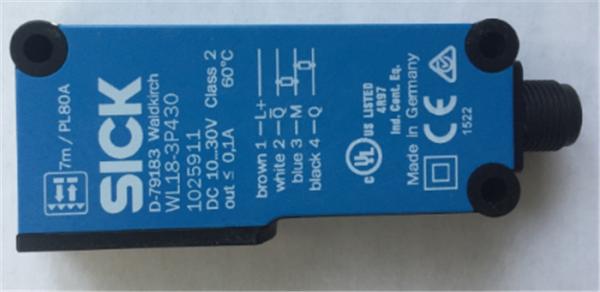 7m / PL80A
SICK
D-79183 Waldkirch
WL18-3P430
1025911
DC 10...30V Class 2
out ≤ 0,1A 60°C
brown 1 L+
white 2 Q̅
blue 3 M
black 4 Q
C UL US LISTED
4R97
Ind. Cont. Eq.
Made in Germany
CE
1522